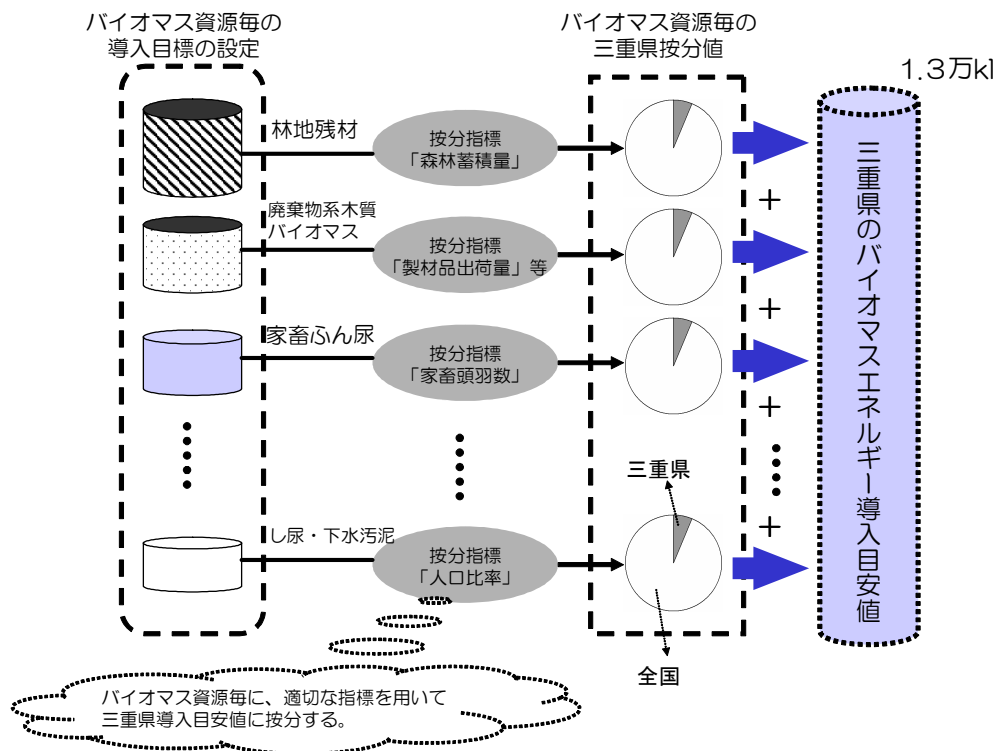 バイオマス資源毎の
導入目標の設定
バイオマス資源毎の
三重県按分値
1.3万kl
林地残材
按分指標
「森林蓄積量」
+
廃棄物系木質
バイオマス
按分指標
「製材品出荷量」等
+
家畜ふん尿
按分指標
「家畜頭羽数」
+
三重県
+
し尿・下水汚泥
按分指標
「人口比率」
全国
三重県のバイオマスエネルギー導入目安値
バイオマス資源毎に、適切な指標を用いて
三重県導入目安値に按分する。